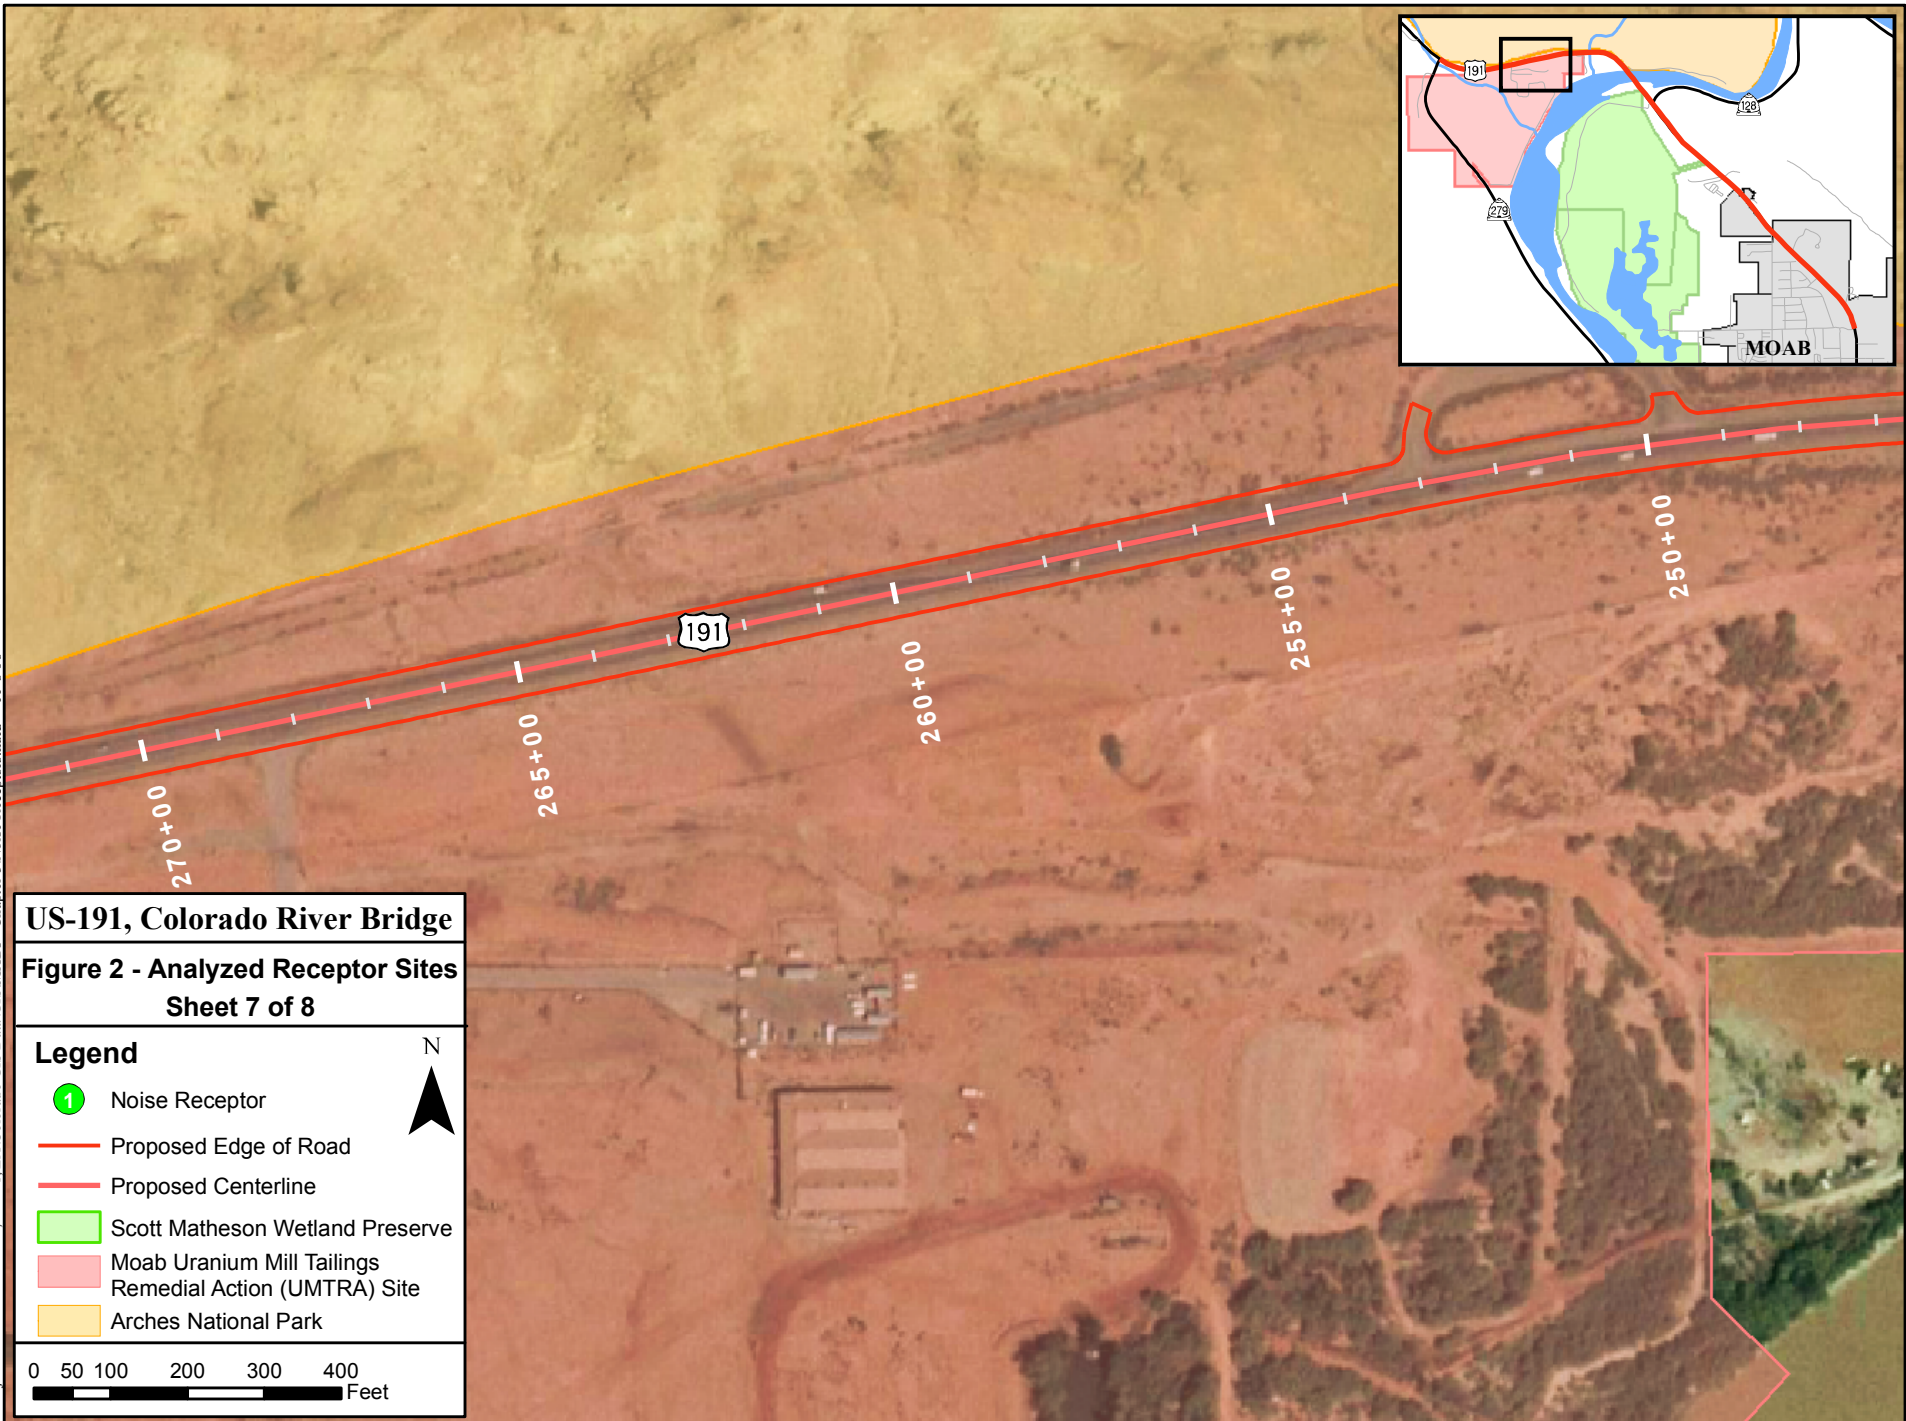 191
128
279
MOAB
250+00
255+00
191
260+00
265+00
270+00
US-191, Colorado River Bridge
Figure 2 - Analyzed Receptor Sites
Sheet 7 of 8
Legend
N
1 Noise Receptor
Proposed Edge of Road
Proposed Centerline
Scott Matheson Wetland Preserve
Moab Uranium Mill Tailings
Remedial Action (UMTRA) Site
Arches National Park
0 50 100 200 300 400
Feet